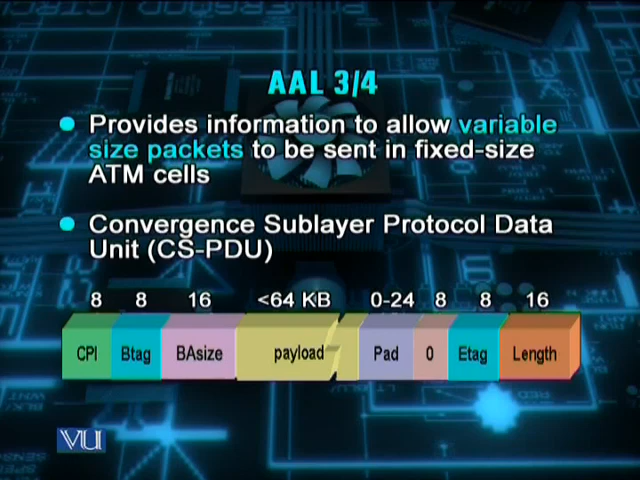 AAL 3/4
Provides information to allow variable
size packets to be sent in fixed-size
ATM cells
Convergence Sublayer Protocol Data
Unit (CS-PDU)
8 8 16 <64 KB 0-24 8 8 16
CPI Btag BAsize payload Pad 0 Etag Length
VU